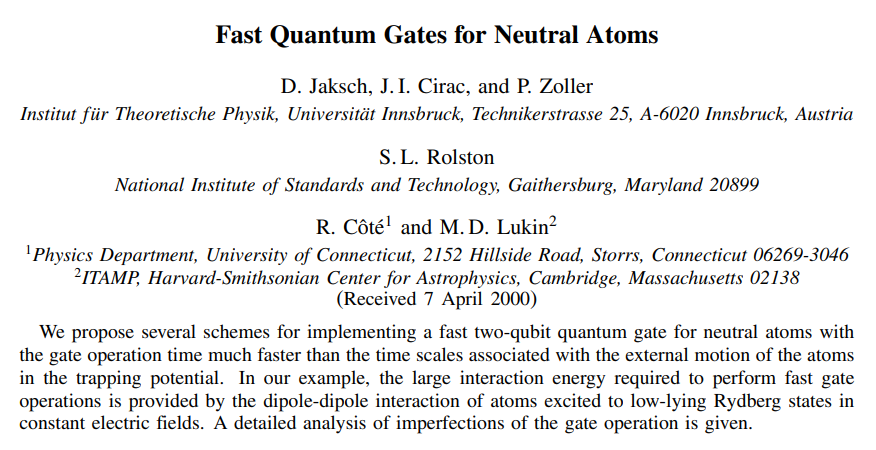 Fast Quantum Gates for Neutral Atoms
D. Jaksch, J. I. Cirac, and P. Zoller
Institut für Theoretische Physik, Universität Innsbruck, Technikerstrasse 25, A-6020 Innsbruck, Austria
S. L. Rolston
National Institute of Standards and Technology, Gaithersburg, Maryland 20899
R. Côté¹ and M. D. Lukin²
¹Physics Department, University of Connecticut, 2152 Hillside Road, Storrs, Connecticut 06269-3046
²ITAMP, Harvard-Smithsonian Center for Astrophysics, Cambridge, Massachusetts 02138
(Received 7 April 2000)
We propose several schemes for implementing a fast two-qubit quantum gate for neutral atoms with
the gate operation time much faster than the time scales associated with the external motion of the atoms
in the trapping potential. In our example, the large interaction energy required to perform fast gate
operations is provided by the dipole-dipole interaction of atoms excited to low-lying Rydberg states in
constant electric fields. A detailed analysis of imperfections of the gate operation is given.